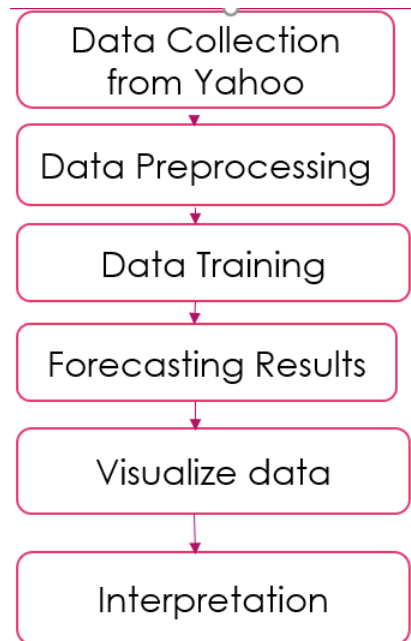 Data Collection
from Yahoo
Data Preprocessing
Data Training
Forecasting Results
Visualize data
Interpretation